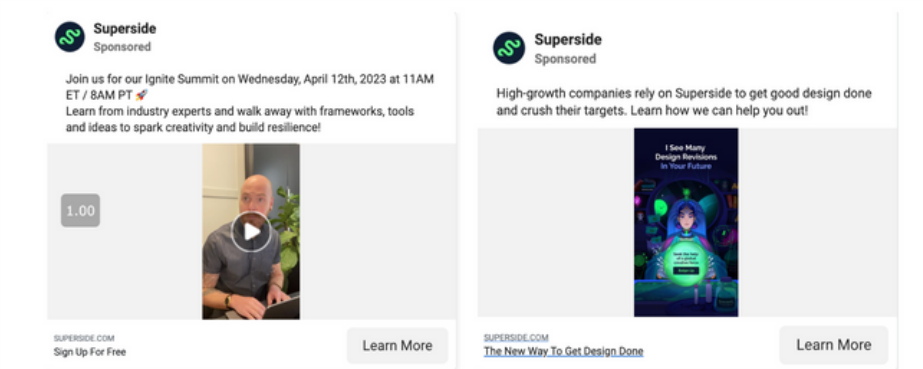 Superside
Sponsored
Join us for our Ignite Summit on Wednesday, April 12th, 2023 at 11AM
ET / 8AM PT 🚀
Learn from industry experts and walk away with frameworks, tools
and ideas to spark creativity and build resilience!
1.00
SUPERSIDE.COM
Sign Up For Free
Learn More
Superside
Sponsored
High-growth companies rely on Superside to get good design done
and crush their targets. Learn how we can help you out!
I See Many
Design Revisions
In Your Future
SUPERSIDE.COM
The New Way To Get Design Done
Learn More